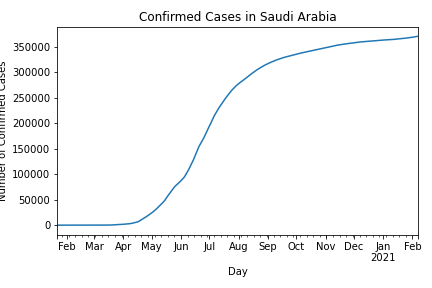 Confirmed Cases in Saudi Arabia
Number of Confirmed Cases
350000
300000
250000
200000
150000
100000
50000
0
Feb Mar Apr May Jun Jul Aug Sep Oct Nov Dec Jan Feb
2021
Day